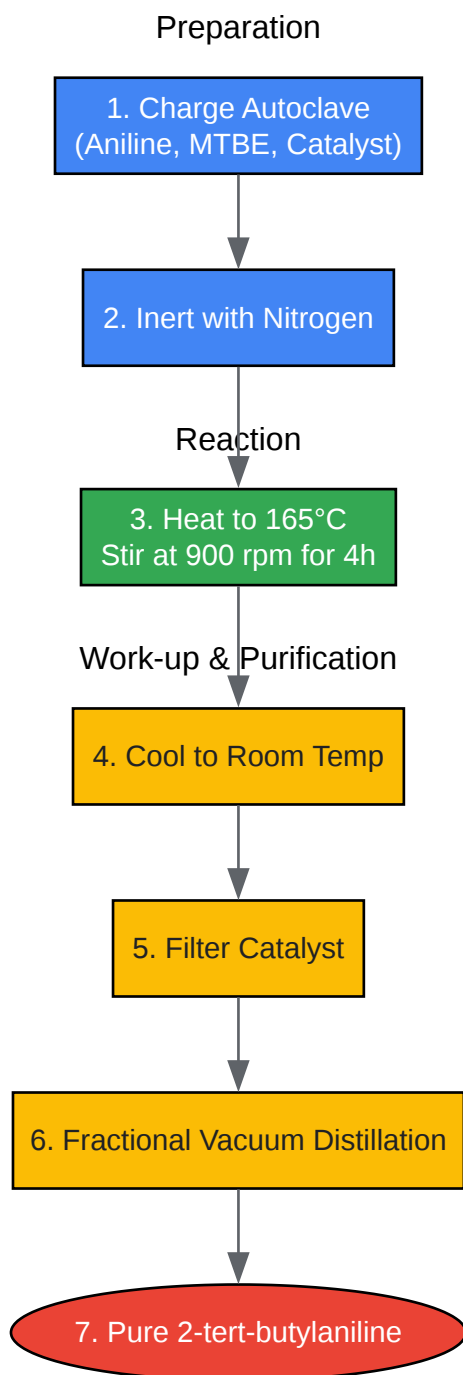 Preparation
1. Charge Autoclave
(Aniline, MTBE, Catalyst)
2. Inert with Nitrogen
Reaction
3. Heat to 165°C
Stir at 900 rpm for 4h
Work-up & Purification
4. Cool to Room Temp
5. Filter Catalyst
6. Fractional Vacuum Distillation
7. Pure 2-tert-butylaniline